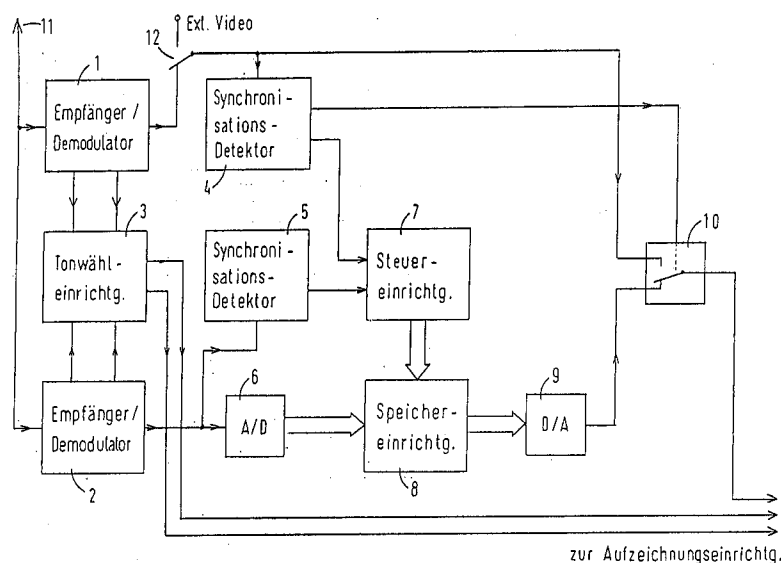 11
Ext. Video
12
1
Empfänger/
Demodulator
Synchroni-
sations-
Detektor
4
3
Tonwähl-
einrichtg.
5
Synchroni-
sations-
Detektor
7
Steuer-
einrichtg.
10
Empfänger/
Demodulator
2
6
A/D
Speicher-
einrichtg.
8
9
D/A
zur Aufzeichnungseinrichtg.